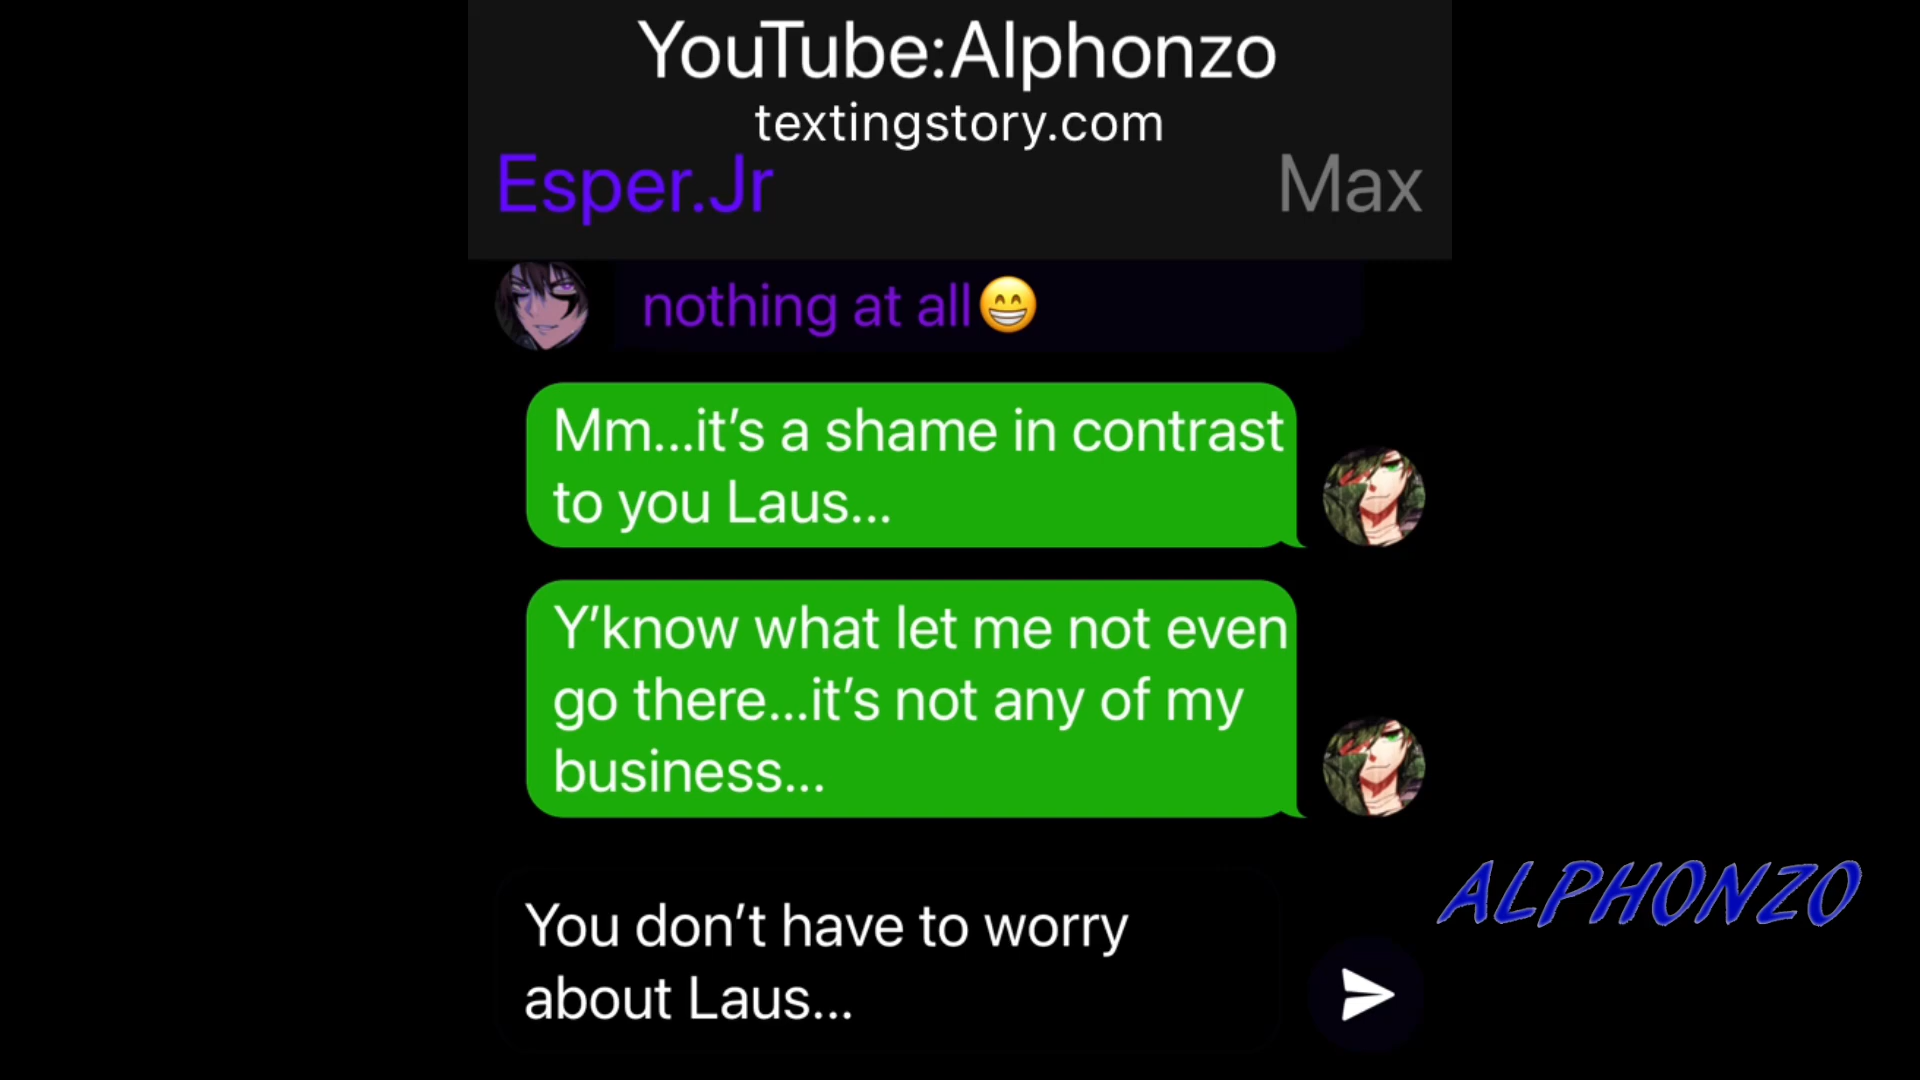 YouTube:Alphonzo
textingstory.com
Esper.Jr
Max
nothing at all😁
Mm...it’s a shame in contrast
to you Laus...
Y’know what let me not even
go there...it’s not any of my
business...
You don’t have to worry
about Laus...
ALPHONZO